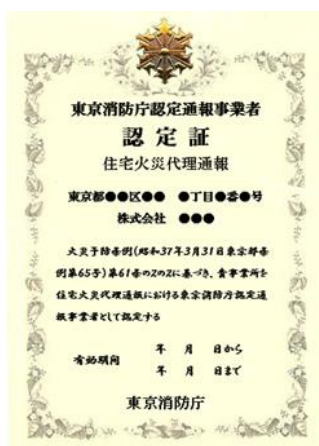 東京消防庁認定通報事業者
認定証
住宅火災代理通報
東京都●●区●● ●丁目●番●号
株式会社 ●●●
火災予防条例(昭和37年3月31日東京都条
例第65号)第61条の2の2に基づき、貴事業所を
住宅火災代理通報における東京消防庁認定通
報事業者として認定する
有効期間 年 月 日から
年 月 日まで
東京消防庁